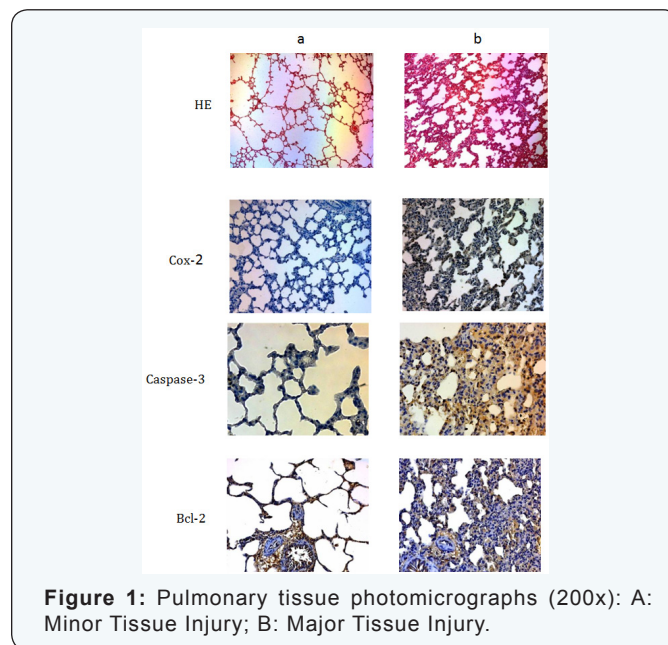 a b
HE
Cox-2
Caspase-3
Bcl-2
Figure 1: Pulmonary tissue photomicrographs (200x): A:
Minor Tissue Injury; B: Major Tissue Injury.